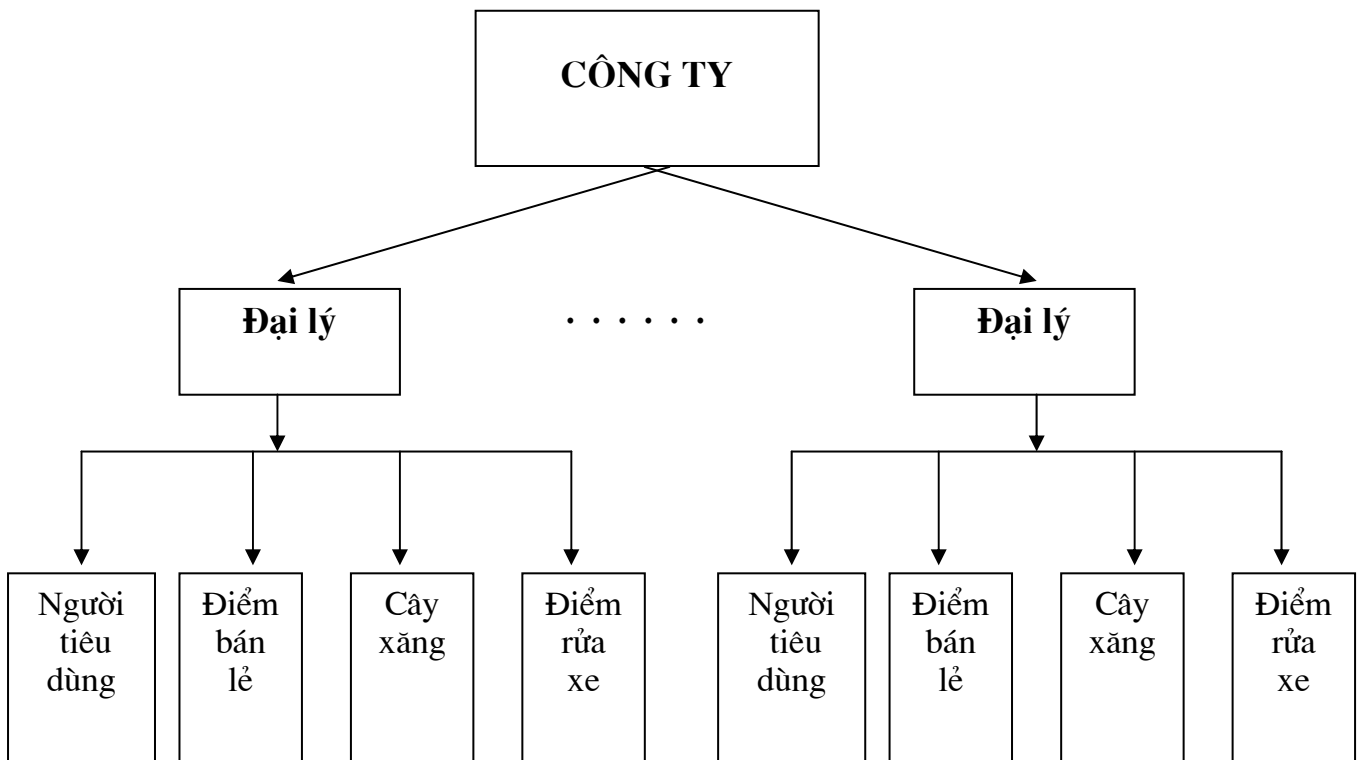 CÔNG TY
Đại lý
. . . . . .
Đại lý
Người
tiêu
dùng
Điểm
bán
lẻ
Cây
xăng
Điểm
rửa
xe
Người
tiêu
dùng
Điểm
bán
lẻ
Cây
xăng
Điểm
rửa
xe